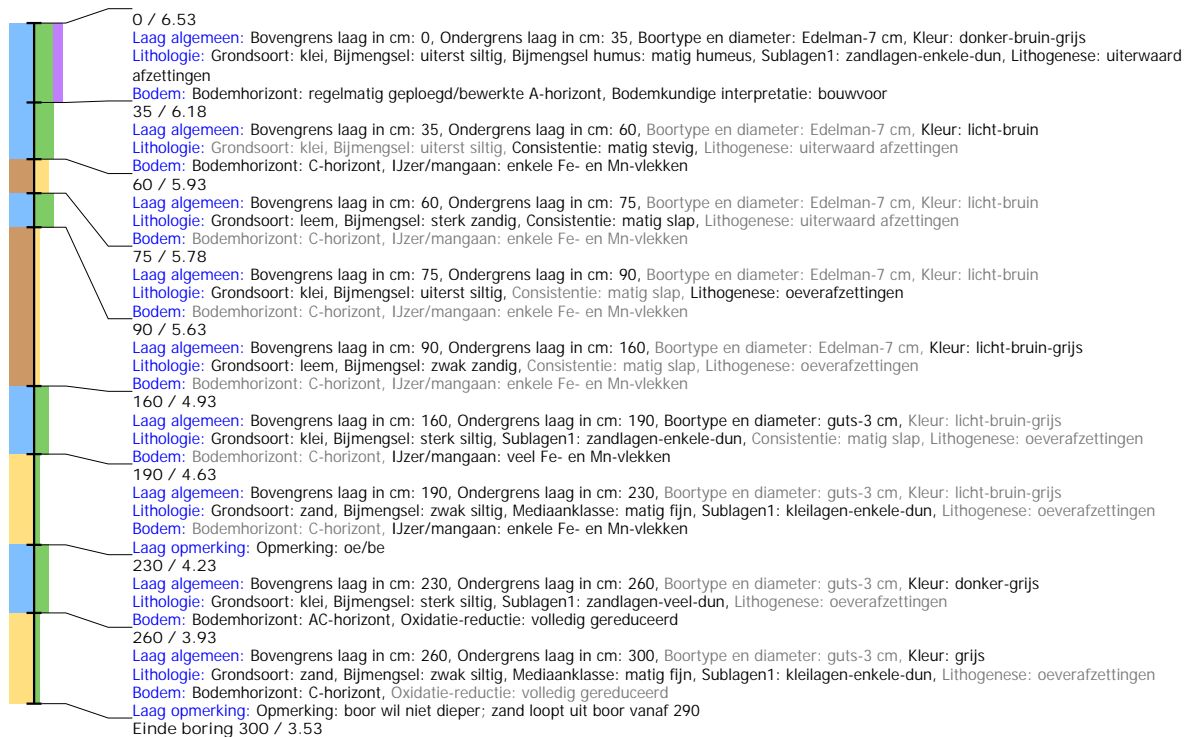 0 / 6.53
Laag algemeen: Bovengrens laag in cm: 0, Ondergrens laag in cm: 35, Boortype en diameter: Edelman-7 cm, Kleur: donker-bruin-grijs
Lithologie: Grondsoort: klei, Bijmengsel: uiterst siltig, Bijmengsel humus: matig humeus, Sublagen1: zandlagen-enkele-dun, Lithogenese: uiterwaard
afzettingen
Bodem: Bodemhorizont: regelmatig geploegd/bewerkte A-horizont, Bodemkundige interpretatie: bouwvoor
35 / 6.18
Laag algemeen: Bovengrens laag in cm: 35, Ondergrens laag in cm: 60, Boortype en diameter: Edelman-7 cm, Kleur: licht-bruin
Lithologie: Grondsoort: klei, Bijmengsel: uiterst siltig, Consistentie: matig stevig, Lithogenese: uiterwaard afzettingen
Bodem: Bodemhorizont: C-horizont, IJzer/mangaan: enkele Fe- en Mn-vlekken
60 / 5.93
Laag algemeen: Bovengrens laag in cm: 60, Ondergrens laag in cm: 75, Boortype en diameter: Edelman-7 cm, Kleur: licht-bruin
Lithologie: Grondsoort: leem, Bijmengsel: sterk zandig, Consistentie: matig slap, Lithogenese: uiterwaard afzettingen
Bodem: Bodemhorizont: C-horizont, IJzer/mangaan: enkele Fe- en Mn-vlekken
75 / 5.78
Laag algemeen: Bovengrens laag in cm: 75, Ondergrens laag in cm: 90, Boortype en diameter: Edelman-7 cm, Kleur: licht-bruin
Lithologie: Grondsoort: klei, Bijmengsel: uiterst siltig, Consistentie: matig slap, Lithogenese: oeverafzettingen
Bodem: Bodemhorizont: C-horizont, IJzer/mangaan: enkele Fe- en Mn-vlekken
90 / 5.63
Laag algemeen: Bovengrens laag in cm: 90, Ondergrens laag in cm: 160, Boortype en diameter: Edelman-7 cm, Kleur: licht-bruin-grijs
Lithologie: Grondsoort: leem, Bijmengsel: zwak zandig, Consistentie: matig slap, Lithogenese: oeverafzettingen
Bodem: Bodemhorizont: C-horizont, IJzer/mangaan: enkele Fe- en Mn-vlekken
160 / 4.93
Laag algemeen: Bovengrens laag in cm: 160, Ondergrens laag in cm: 190, Boortype en diameter: guts-3 cm, Kleur: licht-bruin-grijs
Lithologie: Grondsoort: klei, Bijmengsel: sterk siltig, Sublagen1: zandlagen-enkele-dun, Consistentie: matig slap, Lithogenese: oeverafzettingen
Bodem: Bodemhorizont: C-horizont, IJzer/mangaan: veel Fe- en Mn-vlekken
190 / 4.63
Laag algemeen: Bovengrens laag in cm: 190, Ondergrens laag in cm: 230, Boortype en diameter: guts-3 cm, Kleur: licht-bruin-grijs
Lithologie: Grondsoort: zand, Bijmengsel: zwak siltig, Mediaanklasse: matig fijn, Sublagen1: kleilagen-enkele-dun, Lithogenese: oeverafzettingen
Bodem: Bodemhorizont: C-horizont, IJzer/mangaan: enkele Fe- en Mn-vlekken
Laag opmerking: Opmerking: oe/be
230 / 4.23
Laag algemeen: Bovengrens laag in cm: 230, Ondergrens laag in cm: 260, Boortype en diameter: guts-3 cm, Kleur: donker-grijs
Lithologie: Grondsoort: klei, Bijmengsel: sterk siltig, Sublagen1: zandlagen-veel-dun, Lithogenese: oeverafzettingen
Bodem: Bodemhorizont: AC-horizont, Oxidatie-reductie: volledig gereduceerd
260 / 3.93
Laag algemeen: Bovengrens laag in cm: 260, Ondergrens laag in cm: 300, Boortype en diameter: guts-3 cm, Kleur: grijs
Lithologie: Grondsoort: zand, Bijmengsel: zwak siltig, Mediaanklasse: matig fijn, Sublagen1: kleilagen-enkele-dun, Lithogenese: oeverafzettingen
Bodem: Bodemhorizont: C-horizont, Oxidatie-reductie: volledig gereduceerd
Laag opmerking: Opmerking: boor wil niet dieper; zand loopt uit boor vanaf 290
Einde boring 300 / 3.53